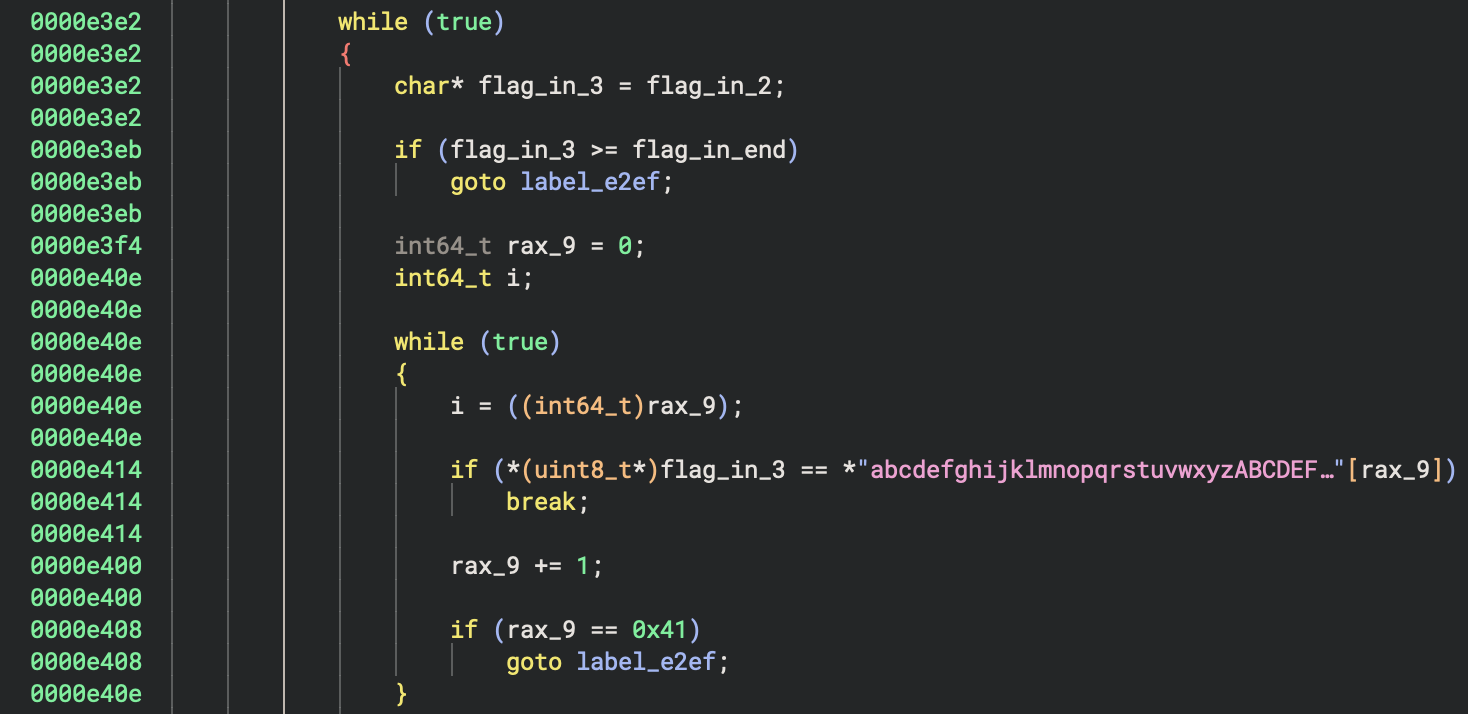 0000e3e2 while (true)
0000e3e2 {
0000e3e2 char* flag_in_3 = flag_in_2;
0000e3e2
0000e3eb if (flag_in_3 >= flag_in_end)
0000e3eb goto label_e2ef;
0000e3eb
0000e3f4 int64_t rax_9 = 0;
0000e40e int64_t i;
0000e40e
0000e40e while (true)
0000e40e {
0000e40e i = ((int64_t)rax_9);
0000e40e
0000e414 if (*(uint8_t*)flag_in_3 == *"abcdefghijklmnopqrstuvwxyzABCDEF…"[rax_9])
0000e414 break;
0000e414
0000e400 rax_9 += 1;
0000e400
0000e408 if (rax_9 == 0x41)
0000e408 goto label_e2ef;
0000e40e }